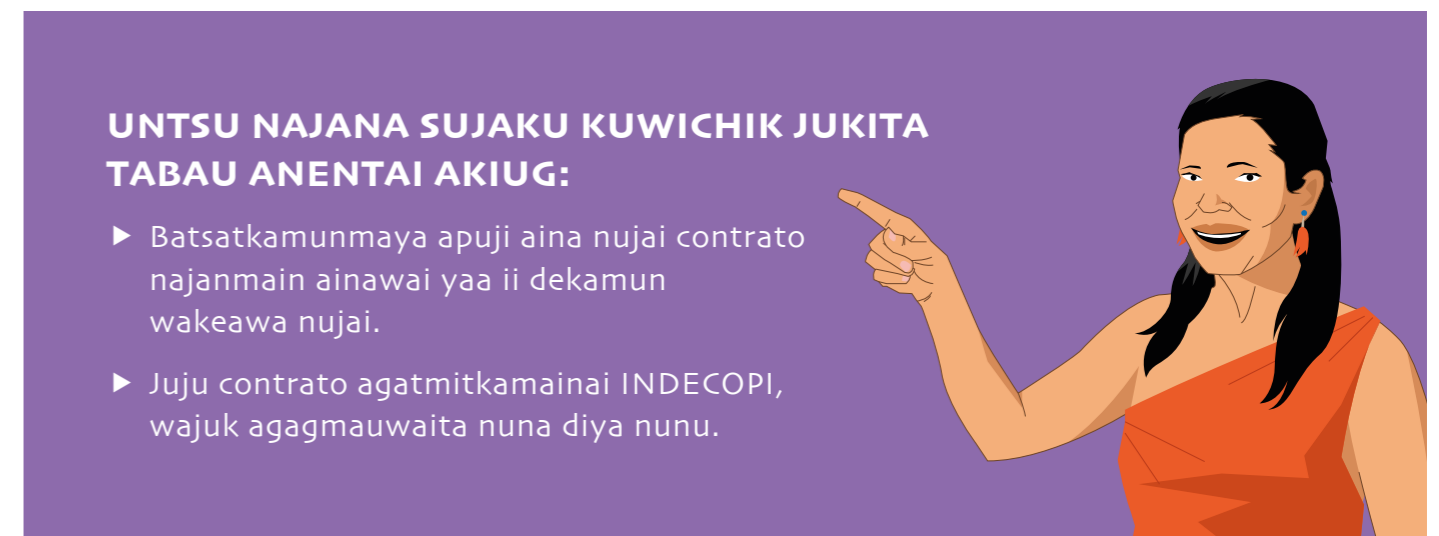 UNTSU NAJANA SUJAKU KUWICHIK JUKITA
TABAU ANENTAI AKIUG:
▶ Batsatkamunmaya apuji aina nujai contrato
najanmain ainawai yaa ii dekamun
wakeawa nujai.
▶ Juju contrato agatmitkamainai INDECOPI,
wajuk agagmauwaita nuna diya nunu.